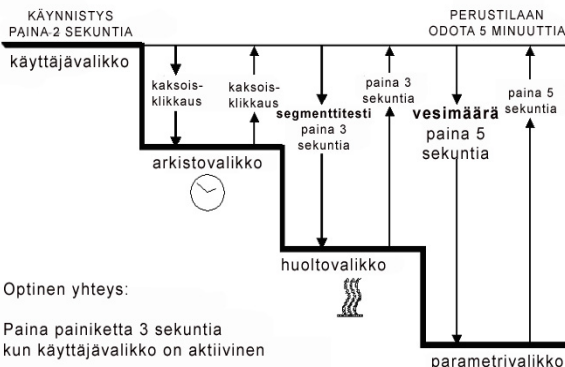 KÄYNNISTYS
PAINA 2 SEKUNTIA
PERUSTILAAN
ODOTA 5 MINUUTTIA
käyttäjävalikko
kaksois-
klikkaus
kaksois-
klikkaus
segmenttitesti
paina 3
sekuntia
paina 3
sekuntia
vesimäärä
paina 5
sekuntia
paina 5
sekuntia
arkistovalikko
huoltovalikko
Optinen yhteys:
Paina painiketta 3 sekuntia
kun käyttäjävalikko on aktiivinen
parametrivalikko